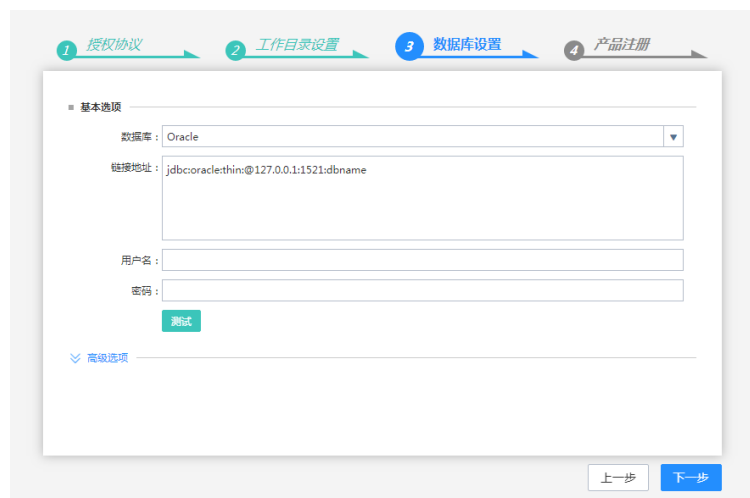 1 授权协议 2 工作目录设置 3 数据库设置 4 产品注册
基本选项
数据库： Oracle
链接地址： jdbc:oracle:thin:@127.0.0.1:1521:dbname
用户名：
密码：
测试
高级选项
上一步 下一步